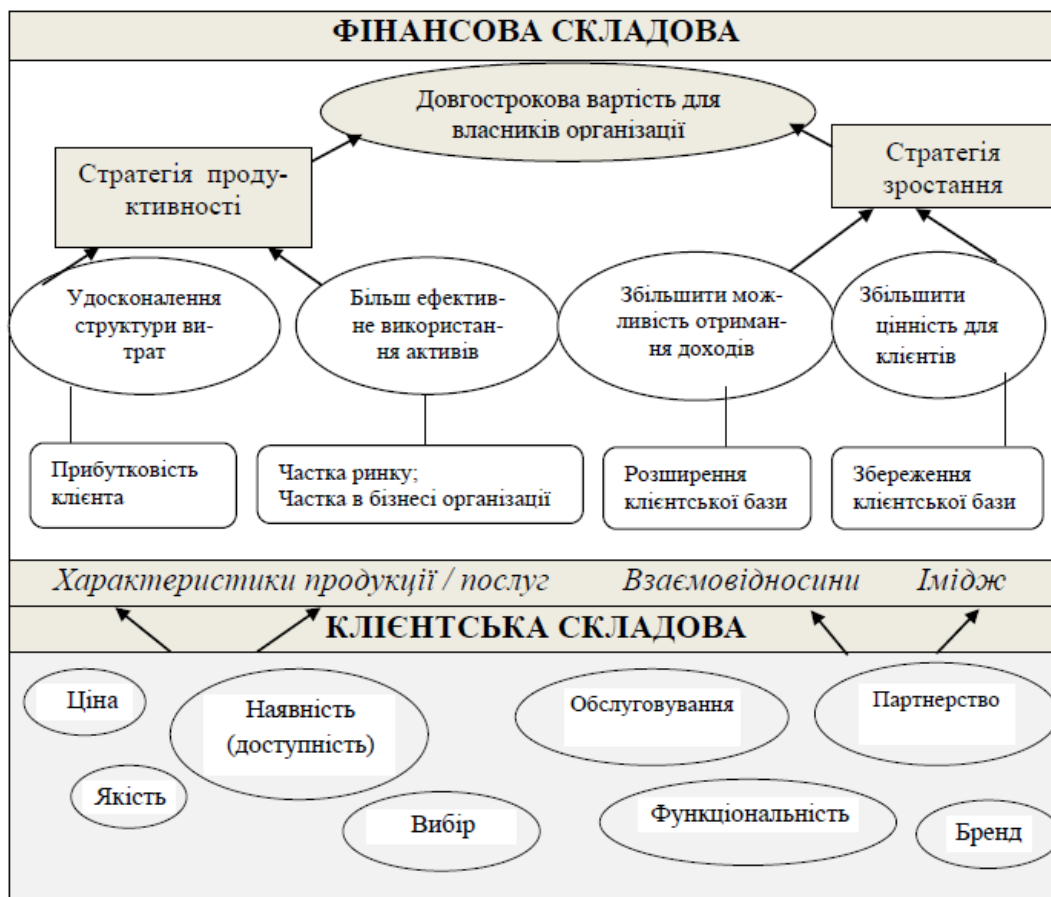 ФІНАНСОВА СКЛАДОВА
Довгострокова вартість для
власників організації
Стратегія проду-
ктивності
Стратегія
зростання
Удосконалення
структури ви-
трат
Більш ефектив-
не використан-
ня активів
Збільшити мож-
ливість отриман-
ня доходів
Збільшити
цінність для
клієнтів
Прибутковість
клієнта
Частка ринку;
Частка в бізнесі організації
Розширення
клієнтської бази
Збереження
клієнтської бази
Характеристики продукції / послуг Взаємовідносини Імідж
КЛІЄНТСЬКА СКЛАДОВА
Ціна
Наявність
(доступність)
Обслуговування
Партнерство
Якість
Вибір
Функціональність
Бренд